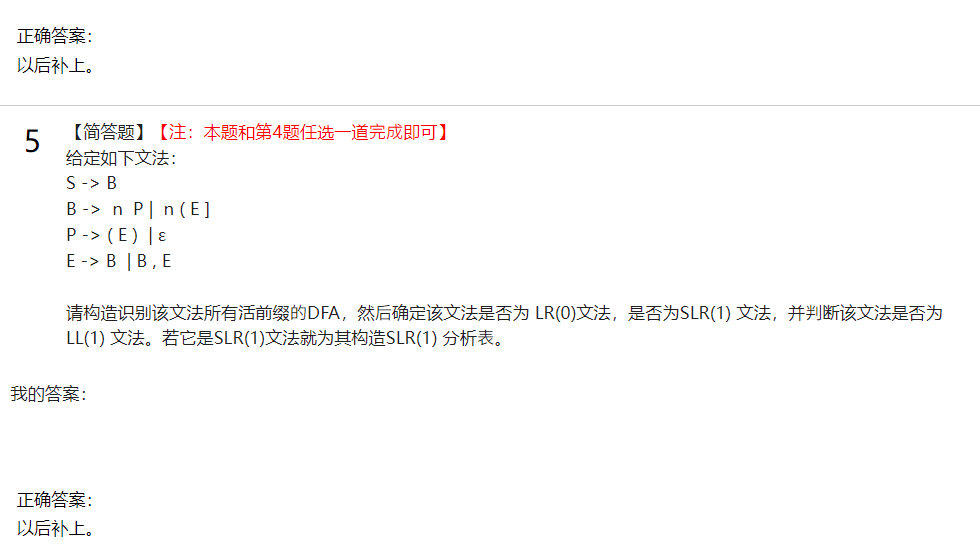 正确答案：
以后补上。
5
【简答题】【注：本题和第4题任选一道完成即可】
给定如下文法：
S -> B
B -> n P | n ( E ]
P -> ( E ) | ε
E -> B | B , E
请构造识别该文法所有活前缀的DFA，然后确定该文法是否为 LR(0)文法，是否为SLR(1) 文法，并判断该文法是否为
LL(1) 文法。若它是SLR(1)文法就为其构造SLR(1) 分析表。
我的答案：
正确答案：
以后补上。